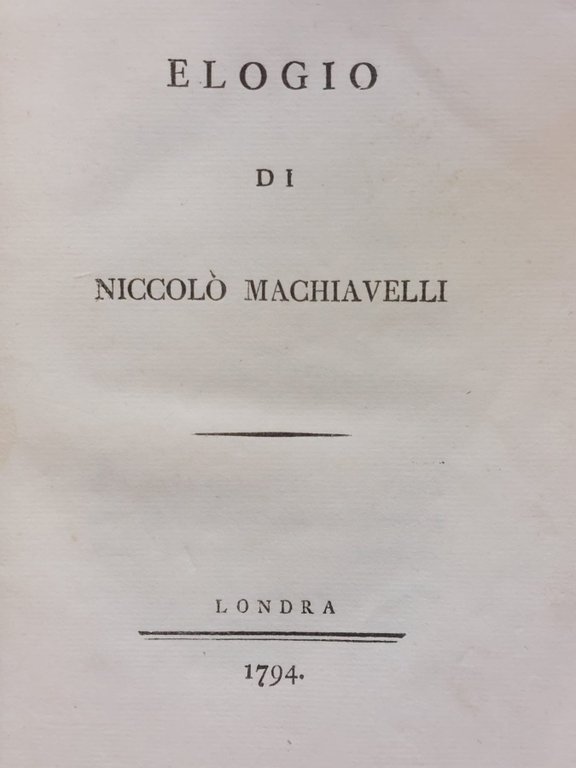 ELOGIO
DI
NICCOLÒ MACHIAVELLI
LONDRA
1794.